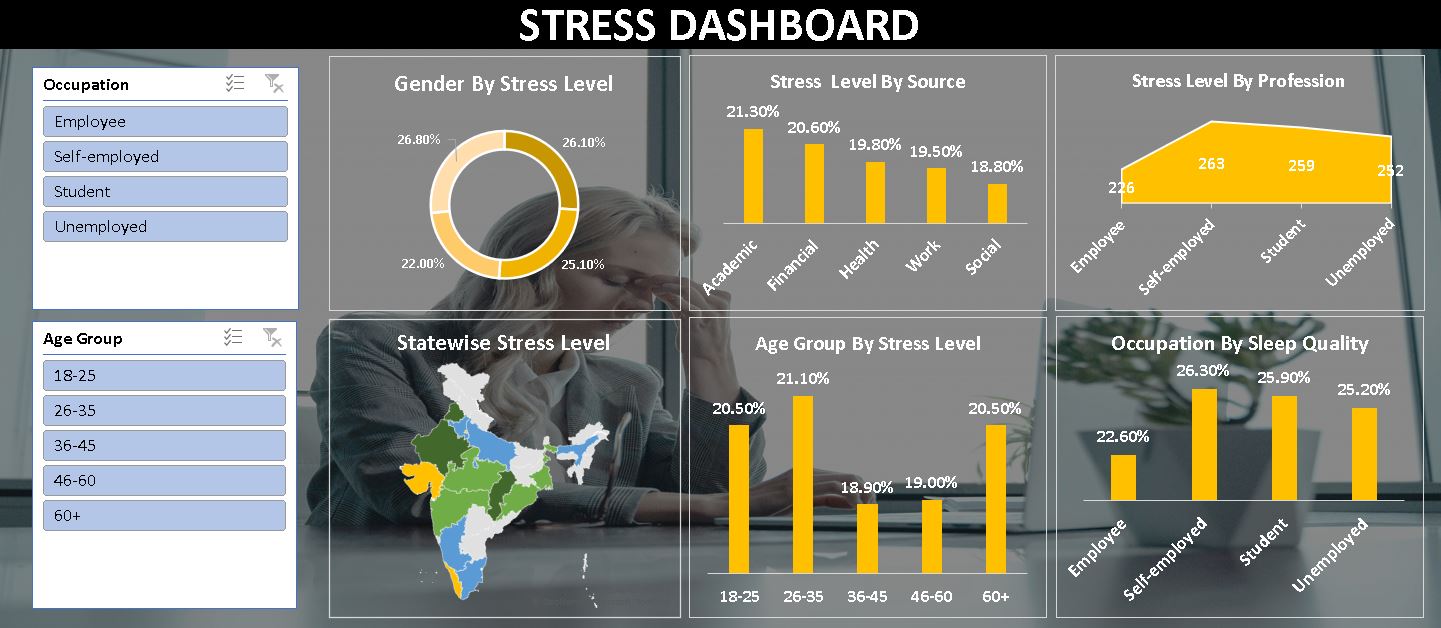 STRESS DASHBOARD
Occupation
Employee
Self-employed
Student
Unemployed
Age Group
18-25
26-35
36-45
46-60
60+
Gender By Stress Level
26.80%
26.10%
22.00%
25.10%
Stress Level By Source
21.30%
20.60%
19.80%
19.50%
18.80%
Academic
Financial
Health
Work
Social
Stress Level By Profession
226
263
259
252
Employee
Self-employed
Student
Unemployed
Statewise Stress Level
Age Group By Stress Level
20.50%
21.10%
18.90%
19.00%
20.50%
18-25
26-35
36-45
46-60
60+
Occupation By Sleep Quality
22.60%
26.30%
25.90%
25.20%
Employee
Self-employed
Student
Unemployed